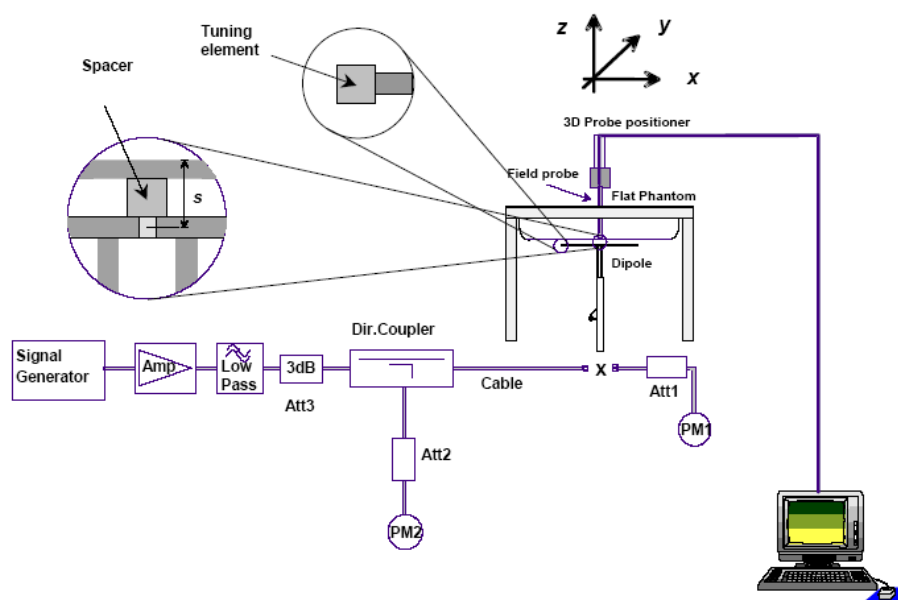 Tuning
element
Spacer
s
z
y
x
3D Probe positioner
Field probe
Flat Phantom
Dipole
Signal
Generator
Amp
Low
Pass
3dB
Att3
Dir.Coupler
Cable
X
Att1
PM1
Att2
PM2